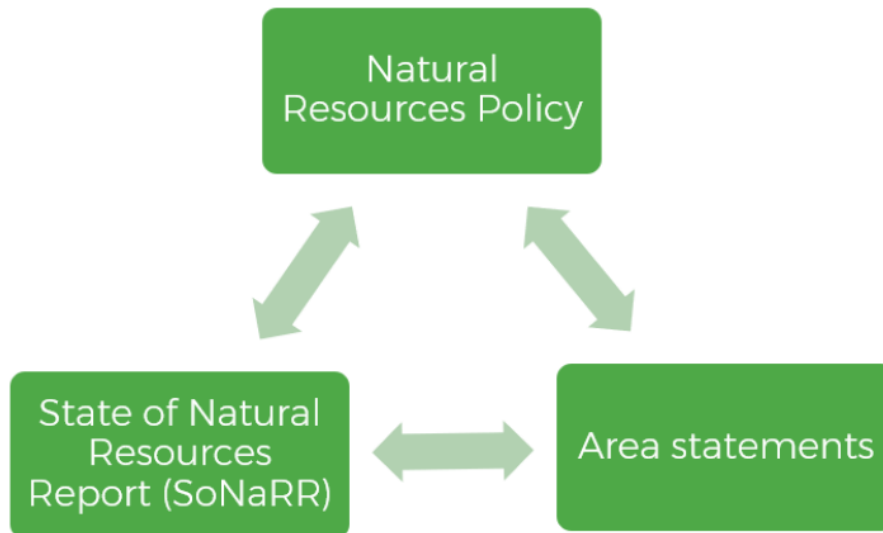 Natural
Resources Policy
State of Natural
Resources
Report (SoNaRR)
Area statements